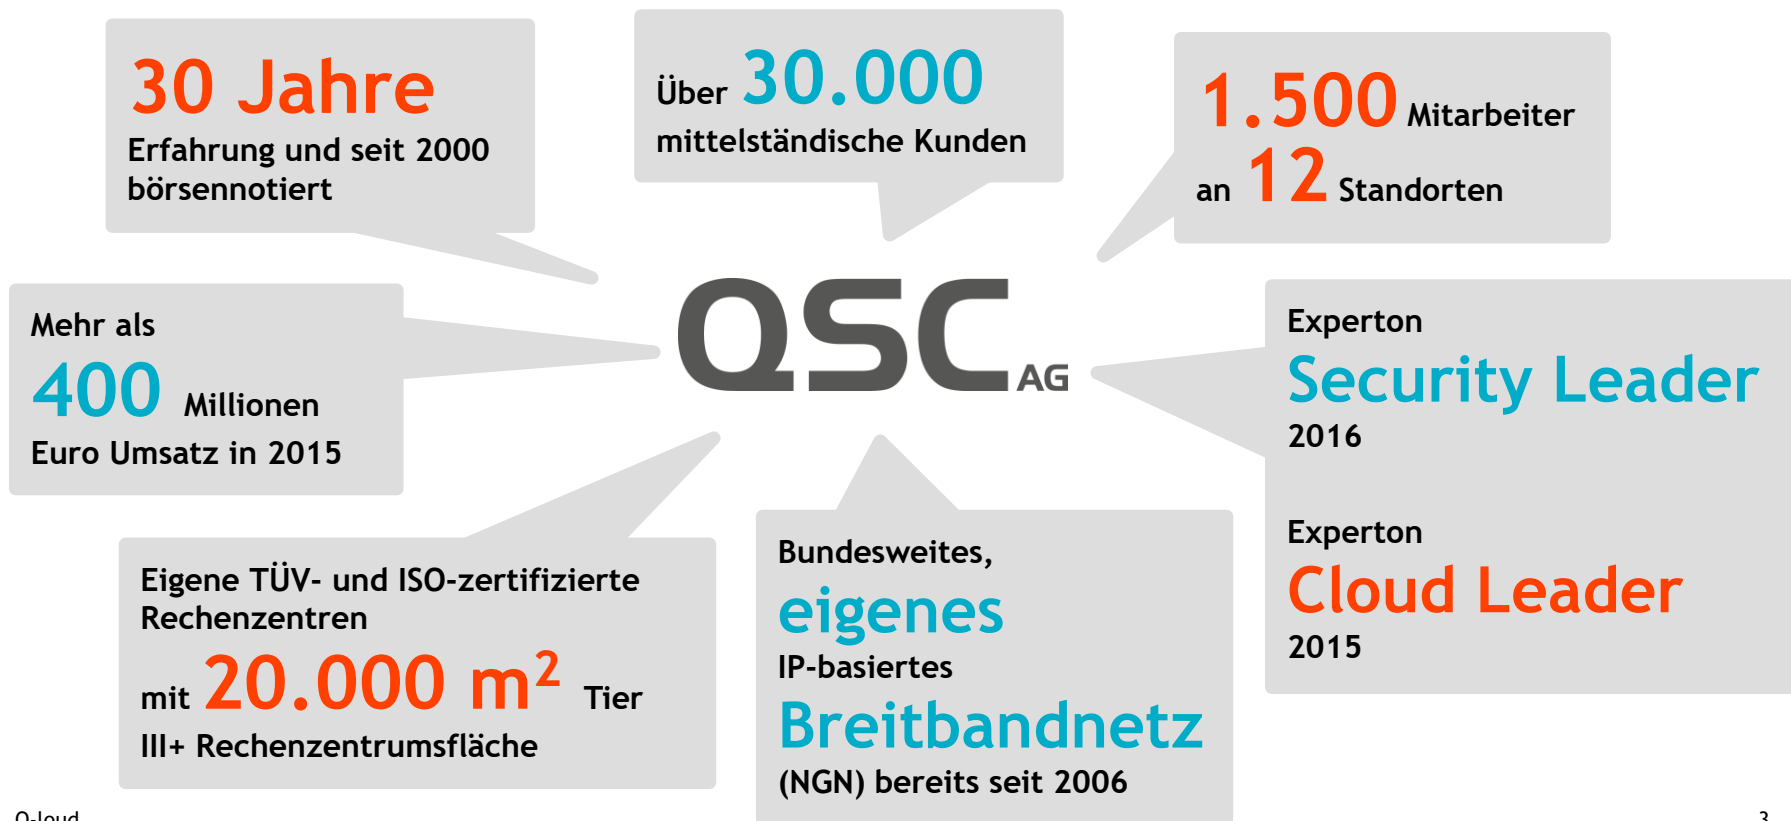 30 Jahre
Erfahrung und seit 2000
börsennotiert
Über 30.000
mittelständische Kunden
1.500 Mitarbeiter
an 12 Standorten
Mehr als
400 Millionen
Euro Umsatz in 2015
QSC AG
Experton
Security Leader
2016
Experton
Cloud Leader
2015
Eigene TÜV- und ISO-zertifizierte
Rechenzentren
mit 20.000 m² Tier
III+ Rechenzentrumsfläche
Bundesweites,
eigenes
IP-basiertes
Breitbandnetz
(NGN) bereits seit 2006
Q-loud
3